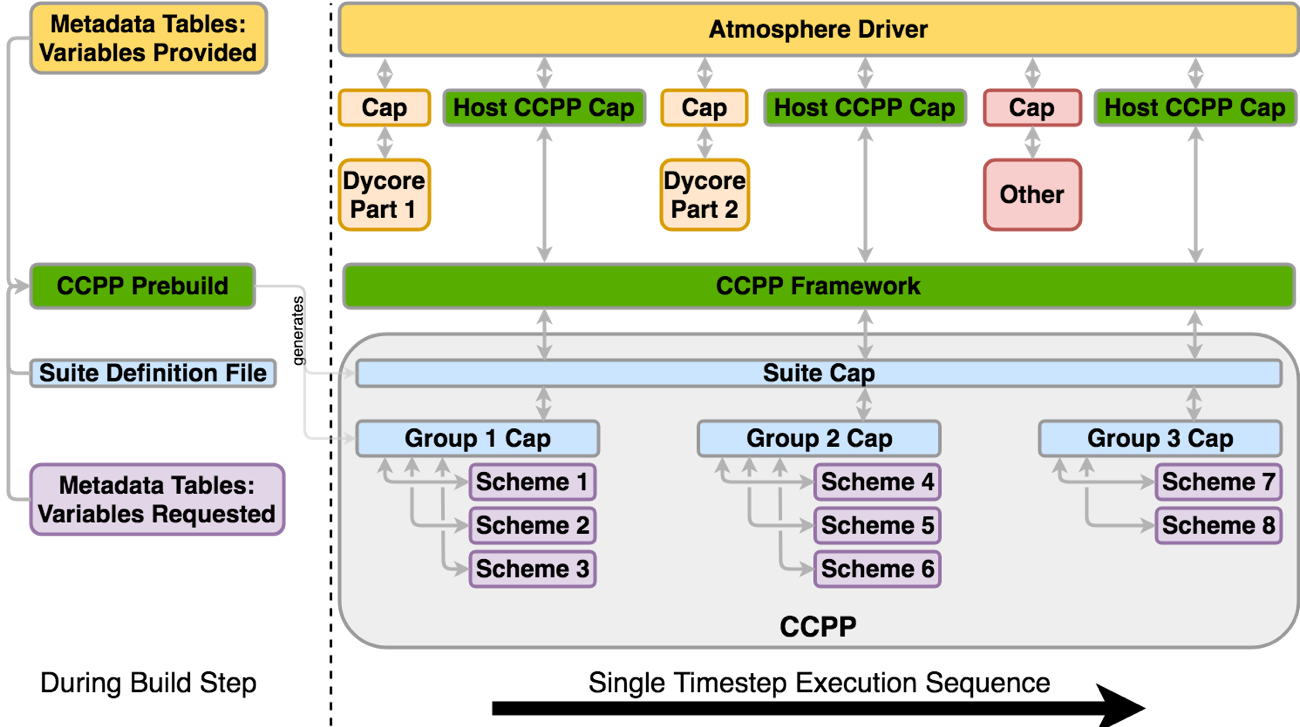 Metadata Tables:
Variables Provided
CCPP Prebuild
generates
Suite Definition File
Metadata Tables:
Variables Requested
During Build Step
Atmosphere Driver
Cap
Host CCPP Cap
Cap
Host CCPP Cap
Cap
Host CCPP Cap
Dycore
Part 1
Dycore
Part 2
Other
CCPP Framework
Suite Cap
Group 1 Cap
Group 2 Cap
Group 3 Cap
Scheme 1
Scheme 2
Scheme 3
Scheme 4
Scheme 5
Scheme 6
Scheme 7
Scheme 8
CCPP
Single Timestep Execution Sequence